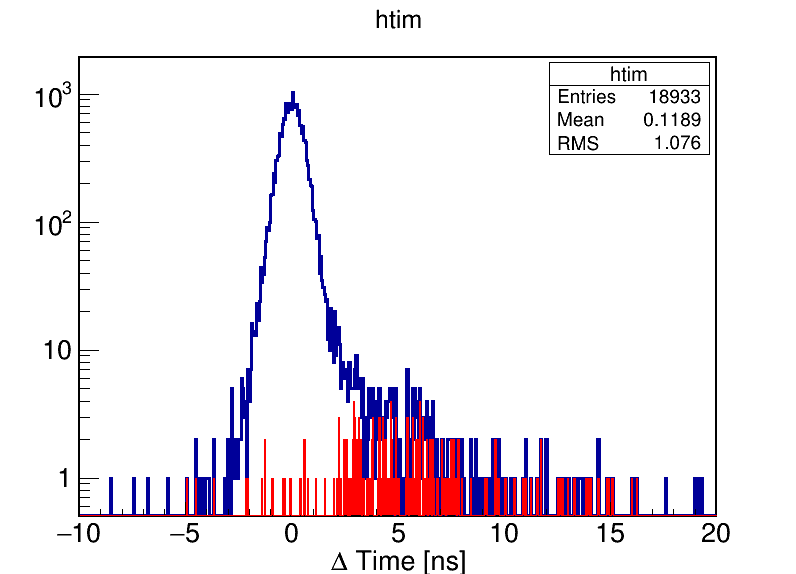 htim
htim
Entries 18933
Mean 0.1189
RMS 1.076
10³
10²
10
1
−10 −5 0 5 10 15 20
Δ Time [ns]